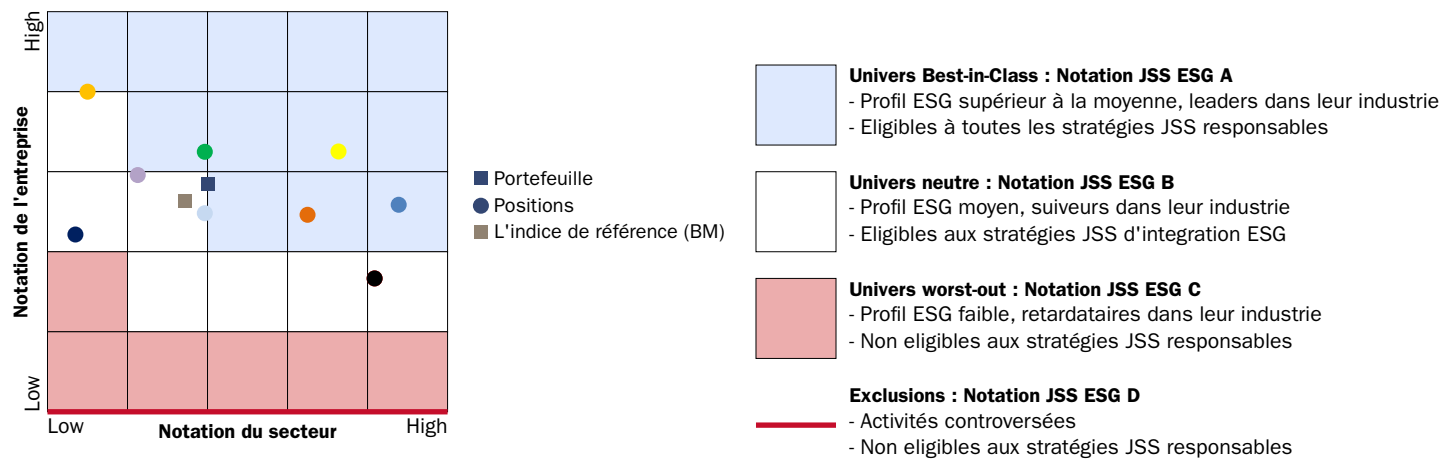 High
Notation de l'entreprise
Low
Low
Notation du secteur
High
Portefeuille
Positions
L'indice de référence (BM)
Univers Best-in-Class : Notation JSS ESG A
- Profil ESG supérieur à la moyenne, leaders dans leur industrie
- Eligibles à toutes les stratégies JSS responsables
Univers neutre : Notation JSS ESG B
- Profil ESG moyen, suiveurs dans leur industrie
- Eligibles aux stratégies JSS d'integration ESG
Univers worst-out : Notation JSS ESG C
- Profil ESG faible, retardataires dans leur industrie
- Non eligibles aux stratégies JSS responsables
Exclusions : Notation JSS ESG D
- Activités controversées
- Non eligibles aux stratégies JSS responsables